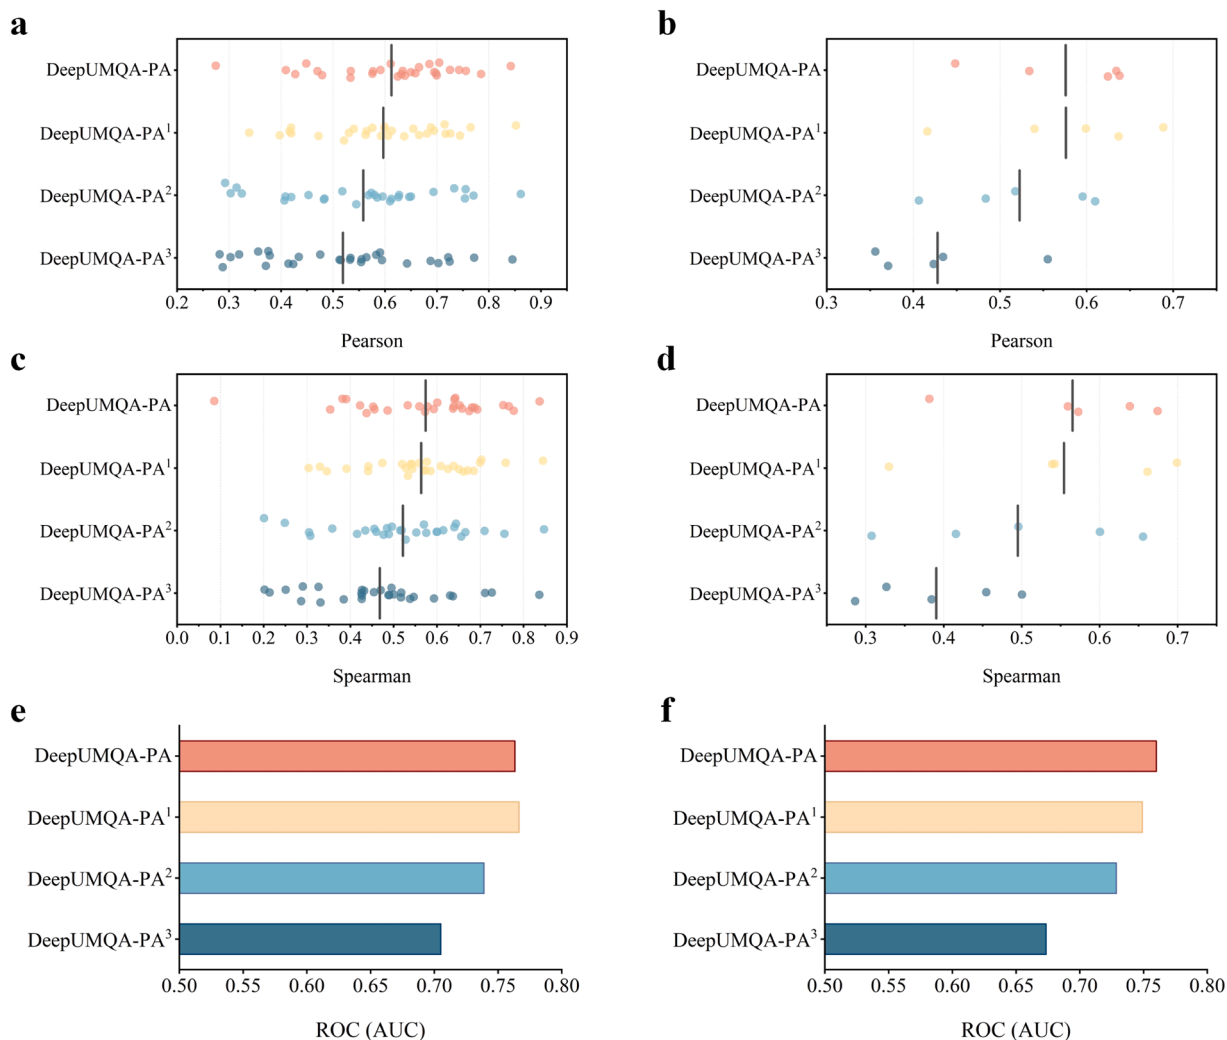 a
DeepUMQA-PA
DeepUMQA-PA¹
DeepUMQA-PA²
DeepUMQA-PA³
0.2 0.3 0.4 0.5 0.6 0.7 0.8 0.9
Pearson
b
DeepUMQA-PA
DeepUMQA-PA¹
DeepUMQA-PA²
DeepUMQA-PA³
0.3 0.4 0.5 0.6 0.7
Pearson
c
DeepUMQA-PA
DeepUMQA-PA¹
DeepUMQA-PA²
DeepUMQA-PA³
0.0 0.1 0.2 0.3 0.4 0.5 0.6 0.7 0.8 0.9
Spearman
d
DeepUMQA-PA
DeepUMQA-PA¹
DeepUMQA-PA²
DeepUMQA-PA³
0.3 0.4 0.5 0.6 0.7
Spearman
e
DeepUMQA-PA
DeepUMQA-PA¹
DeepUMQA-PA²
DeepUMQA-PA³
0.50 0.55 0.60 0.65 0.70 0.75 0.80
ROC (AUC)
f
DeepUMQA-PA
DeepUMQA-PA¹
DeepUMQA-PA²
DeepUMQA-PA³
0.50 0.55 0.60 0.65 0.70 0.75 0.80
ROC (AUC)